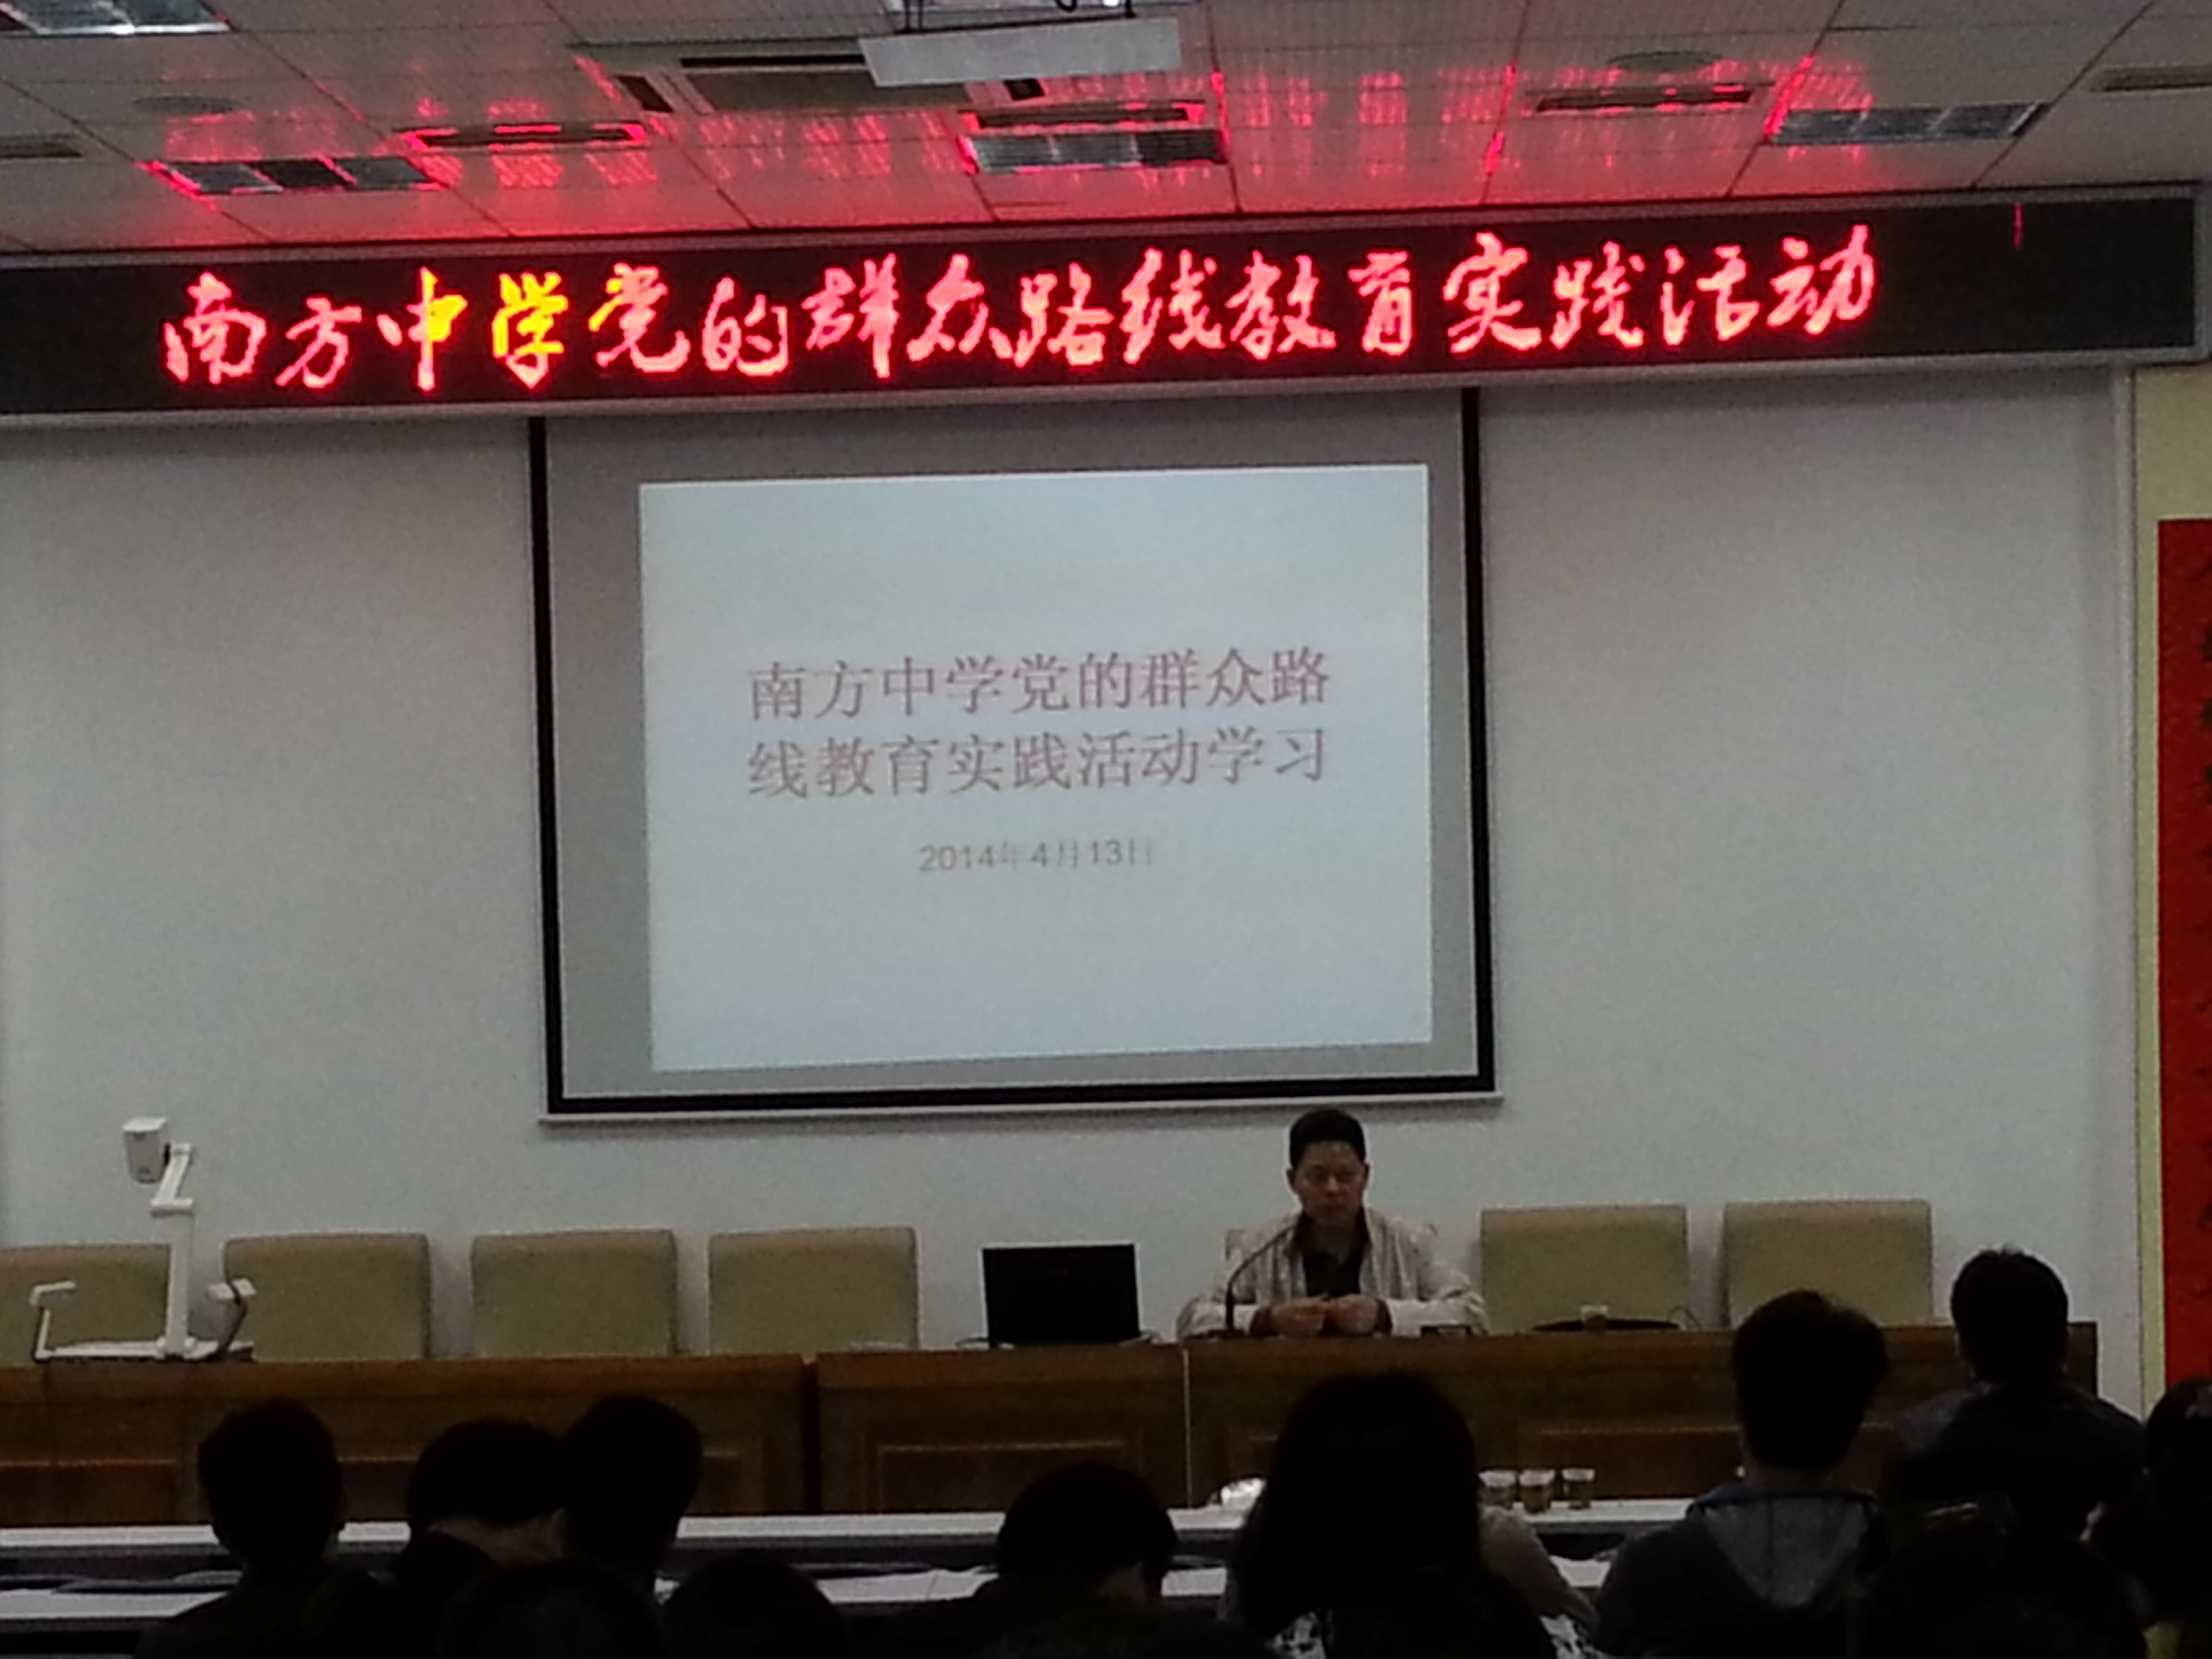 南方中学党的群众路线教育实践活动
南方中学党的群众路
线教育实践活动学习
2014年4月13日